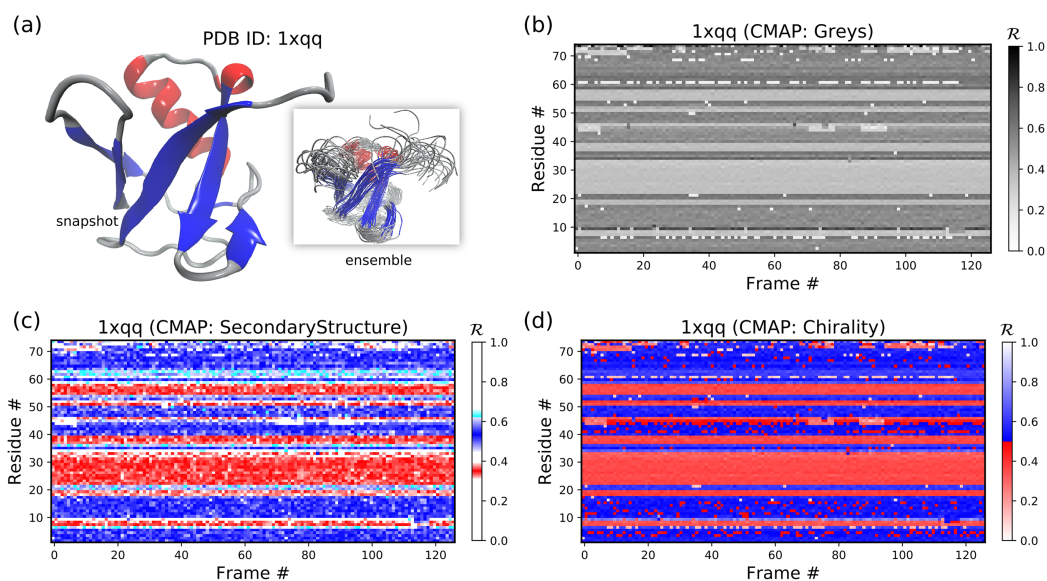 (a)
PDB ID: 1xqq
snapshot
ensemble
(b)
1xqq (CMAP: Greys)
ℛ
Residue #
70
60
50
40
30
20
10
0 20 40 60 80 100 120
Frame #
1.0
0.8
0.6
0.4
0.2
0.0
(c)
1xqq (CMAP: SecondaryStructure)
ℛ
Residue #
70
60
50
40
30
20
10
0 20 40 60 80 100 120
Frame #
1.0
0.8
0.6
0.4
0.2
0.0
(d)
1xqq (CMAP: Chirality)
ℛ
Residue #
70
60
50
40
30
20
10
0 20 40 60 80 100 120
Frame #
1.0
0.8
0.6
0.4
0.2
0.0